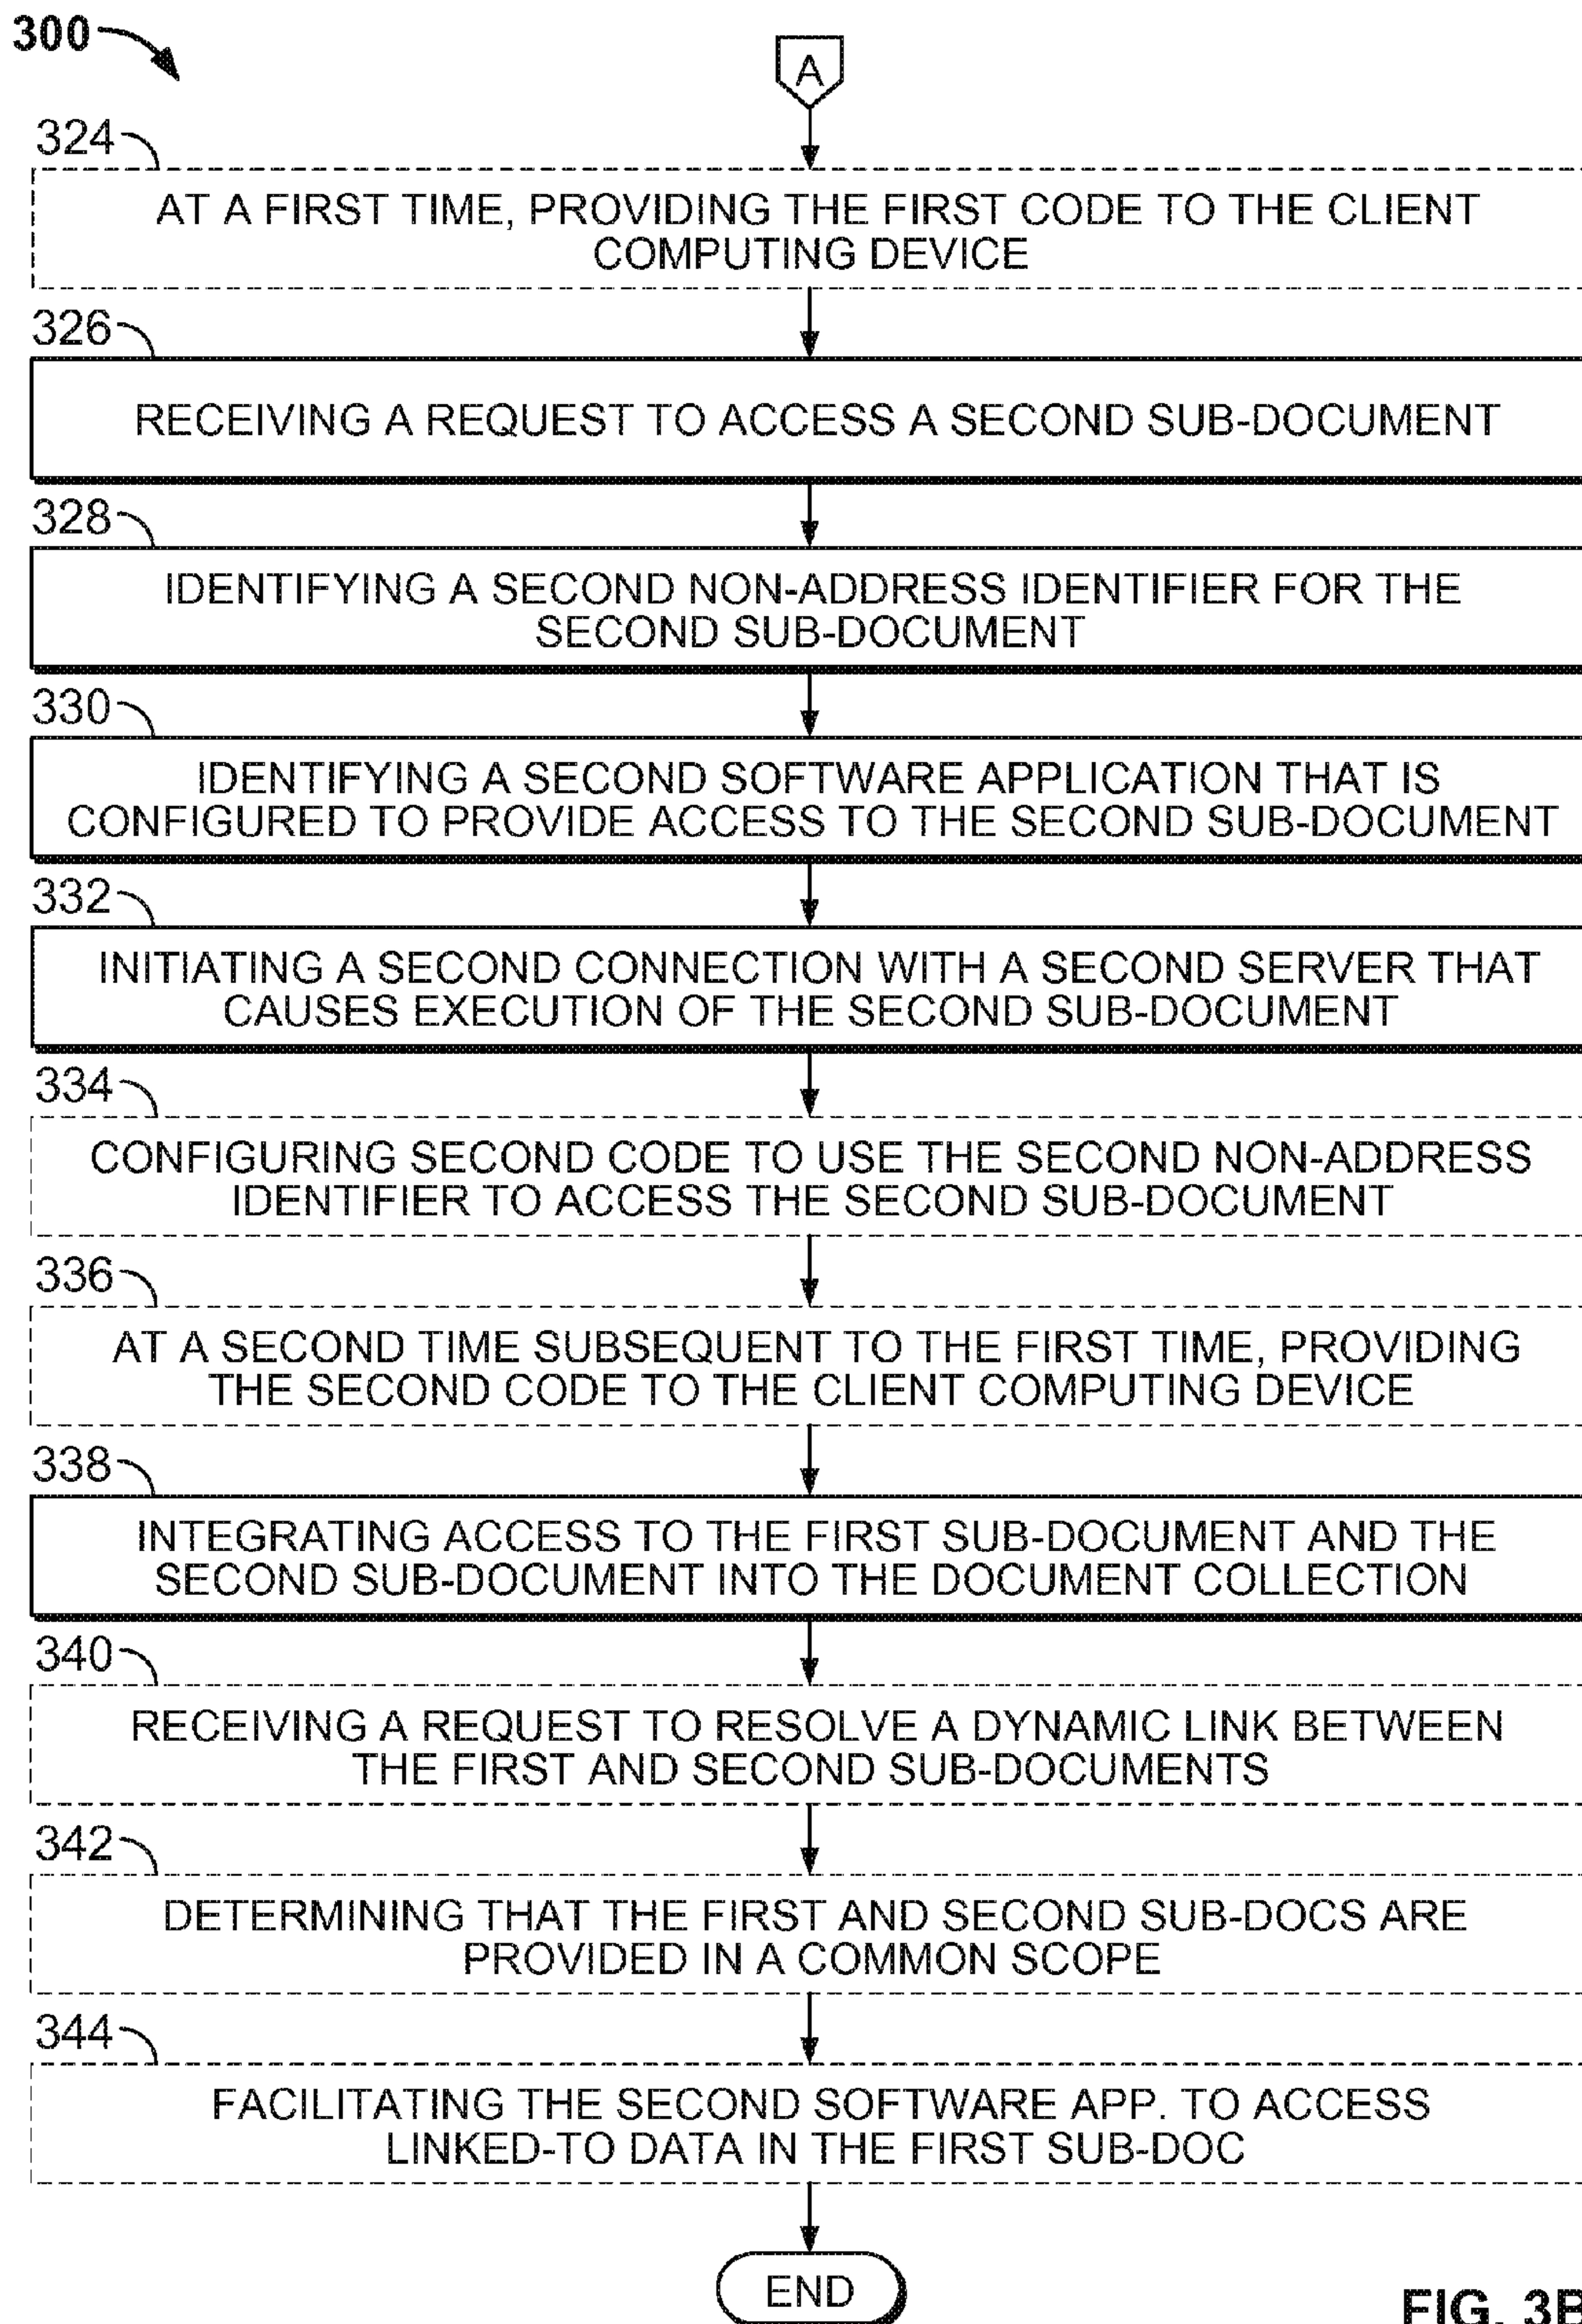 300
A
324
AT A FIRST TIME, PROVIDING THE FIRST CODE TO THE CLIENT
COMPUTING DEVICE
326
RECEIVING A REQUEST TO ACCESS A SECOND SUB-DOCUMENT
328
IDENTIFYING A SECOND NON-ADDRESS IDENTIFIER FOR THE
SECOND SUB-DOCUMENT
330
IDENTIFYING A SECOND SOFTWARE APPLICATION THAT IS
CONFIGURED TO PROVIDE ACCESS TO THE SECOND SUB-DOCUMENT
332
INITIATING A SECOND CONNECTION WITH A SECOND SERVER THAT
CAUSES EXECUTION OF THE SECOND SUB-DOCUMENT
334
CONFIGURING SECOND CODE TO USE THE SECOND NON-ADDRESS
IDENTIFIER TO ACCESS THE SECOND SUB-DOCUMENT
336
AT A SECOND TIME SUBSEQUENT TO THE FIRST TIME, PROVIDING
THE SECOND CODE TO THE CLIENT COMPUTING DEVICE
338
INTEGRATING ACCESS TO THE FIRST SUB-DOCUMENT AND THE
SECOND SUB-DOCUMENT INTO THE DOCUMENT COLLECTION
340
RECEIVING A REQUEST TO RESOLVE A DYNAMIC LINK BETWEEN
THE FIRST AND SECOND SUB-DOCUMENTS
342
DETERMINING THAT THE FIRST AND SECOND SUB-DOCS ARE
PROVIDED IN A COMMON SCOPE
344
FACILITATING THE SECOND SOFTWARE APP. TO ACCESS
LINKED-TO DATA IN THE FIRST SUB-DOC
END
FIG. 3B